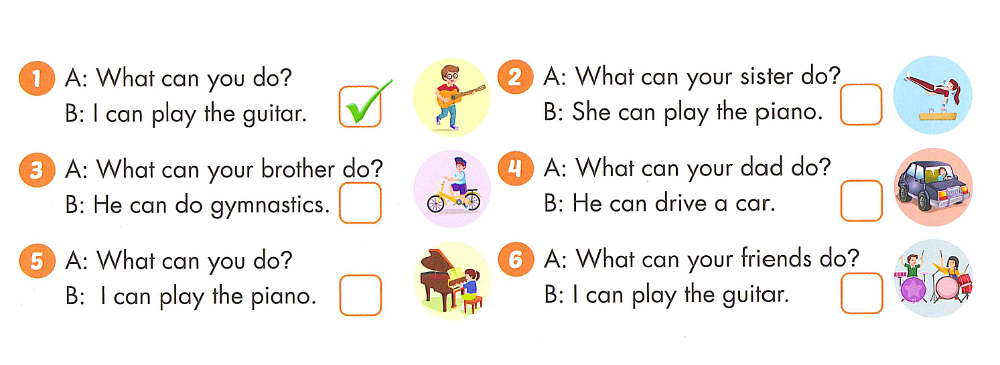 1 A: What can you do?
B: I can play the guitar.
2 A: What can your sister do?
B: She can play the piano.
3 A: What can your brother do?
B: He can do gymnastics.
4 A: What can your dad do?
B: He can drive a car.
5 A: What can you do?
B: I can play the piano.
6 A: What can your friends do?
B: I can play the guitar.